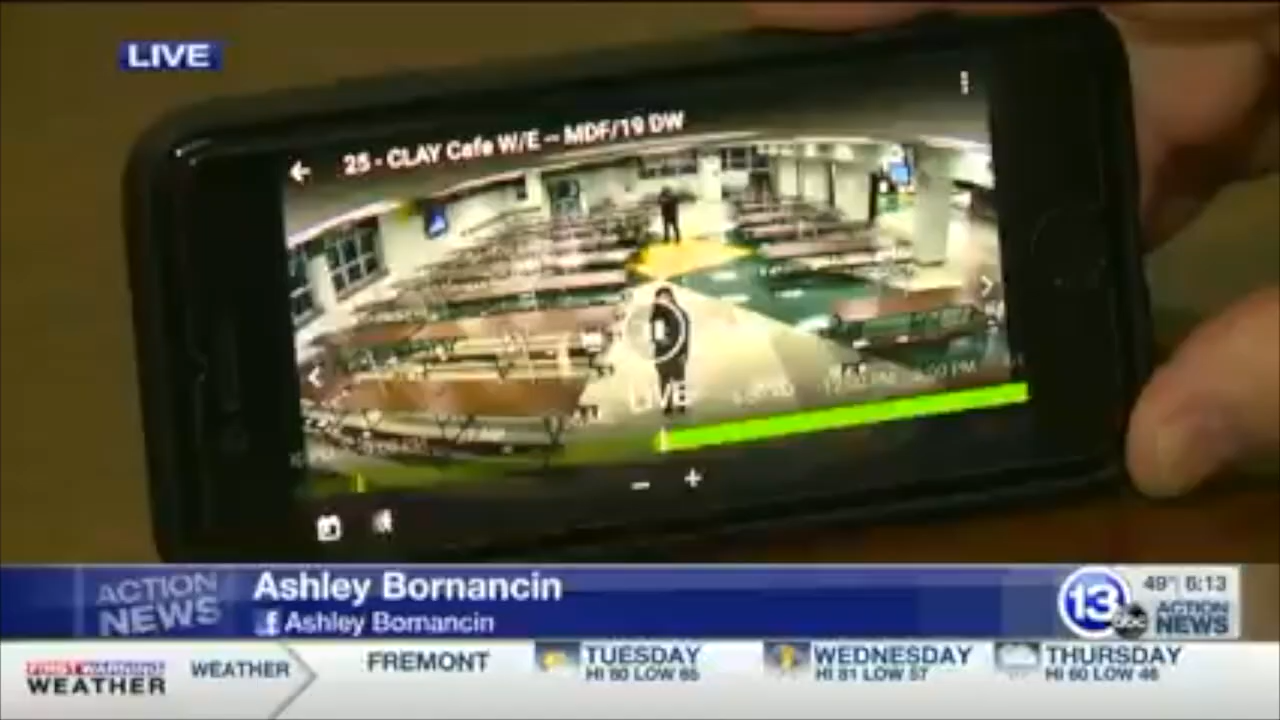 LIVE
25 - CLAY Cafe W/E -- MDF/19 DW
LIVE
ACTION
NEWS
Ashley Bornancin
f Ashley Bornancin
13
abc
49° 6:13
ACTION
NEWS
FIRST WARNING
WEATHER
WEATHER
FREMONT
TUESDAY
HI 80 LOW 65
WEDNESDAY
HI 81 LOW 57
THURSDAY
HI 60 LOW 46